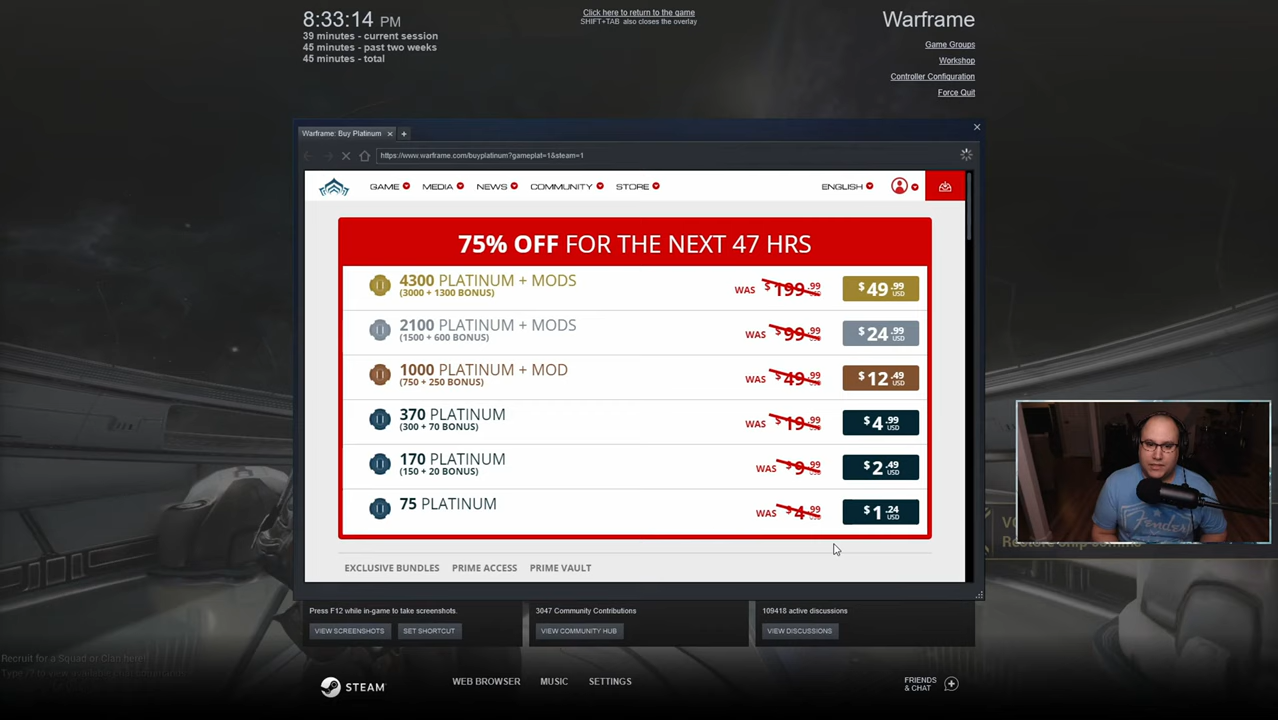 8:33:14 PM
39 minutes - current session
45 minutes - past two weeks
45 minutes - total
Click here to return to the game
SHIFT+TAB also closes the overlay
Warframe
Game Groups
Workshop
Controller Configuration
Force Quit
Warframe: Buy Platinum
https://www.warframe.com/buyplatinum?gameplat=1&steam=1
GAME MEDIA NEWS COMMUNITY STORE ENGLISH
75% OFF FOR THE NEXT 47 HRS
4300 PLATINUM + MODS
(3000 + 1300 BONUS)
WAS $199.99 $49.99 USD
2100 PLATINUM + MODS
(1500 + 600 BONUS)
WAS $99.99 $24.99 USD
1000 PLATINUM + MOD
(750 + 250 BONUS)
WAS $49.99 $12.49 USD
370 PLATINUM
(300 + 70 BONUS)
WAS $19.99 $4.99 USD
170 PLATINUM
(150 + 20 BONUS)
WAS $9.99 $2.49 USD
75 PLATINUM
WAS $4.99 $1.24 USD
EXCLUSIVE BUNDLES PRIME ACCESS PRIME VAULT
Fender
Press F12 while in-game to take screenshots.
VIEW SCREENSHOTS SET SHORTCUT
3047 Community Contributions
VIEW COMMUNITY HUB
109418 active discussions
VIEW DISCUSSIONS
Recruit for a Squad or Clan here!
STEAM
WEB BROWSER MUSIC SETTINGS
FRIENDS
& CHAT